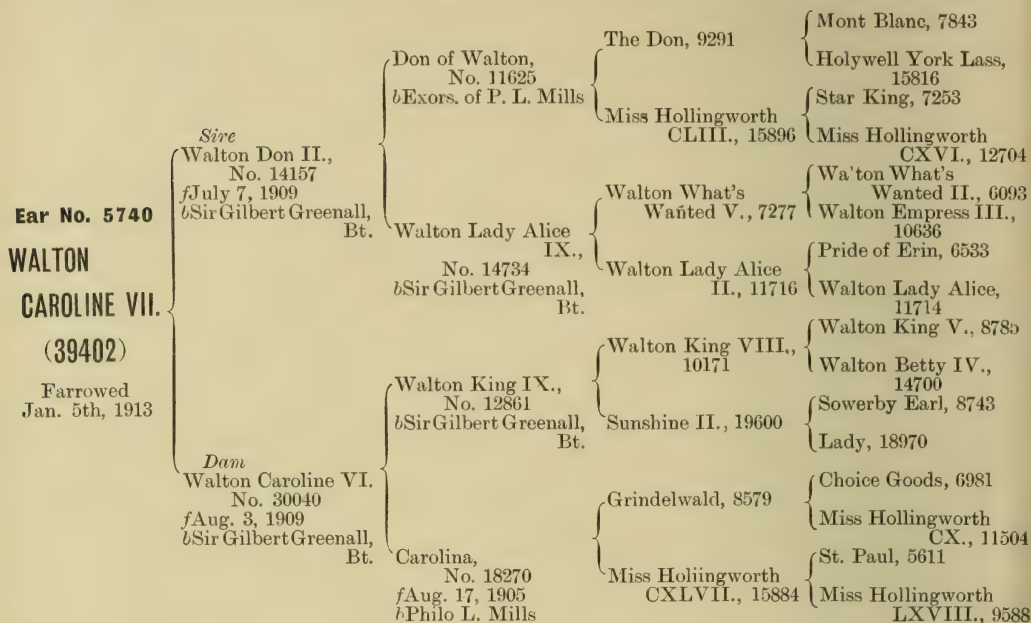 Ear No. 5740
WALTON
CAROLINE VII.
(39402)
Farrowed
Jan. 5th, 1913
Sire
Walton Don II.,
No. 14157
fJuly 7, 1909
bSir Gilbert Greenall,
Bt.
Dam
Walton Caroline VI.
No. 30040
fAug. 3, 1909
bSir Gilbert Greenall,
Bt.
Don of Walton,
No. 11625
bExors. of P. L. Mills
Walton Lady Alice
IX.,
No. 14734
bSir Gilbert Greenall,
Bt.
Walton King IX.,
No. 12861
bSir Gilbert Greenall,
Bt.
Carolina,
No. 18270
fAug. 17, 1905
bPhilo L. Mills
The Don, 9291
Miss Hollingworth
CLIII., 15896
Walton What's
Wanted V., 7277
Walton Lady Alice
II., 11716
Walton King VIII,,
10171
Sunshine II., 19600
Grindelwald, 8579
Miss Holiingworth
CXLVII., 15884
Mont Blanc, 7843
Holywell York Lass,
15816
Star King, 7253
Miss Hollingworth
CXVI., 12704
Wa'ton What's
Wanted II., 6093
Walton Empress III.,
10636
Pride of Erin, 6533
Walton Lady Alice,
11714
Walton King V., 8785
Walton Betty IV.,
14700
Sowerby Earl, 8743
Lady, 18970
Choice Goods, 6981
Miss Hollingworth
CX., 11504
St. Paul, 5611
Miss Hollingworth
LXVIII., 9588